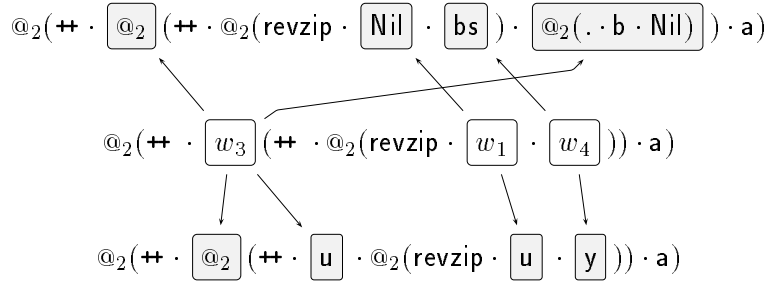 @₂(⧺ · @₂ (⧺ · @₂(revzip · Nil · bs ) · @₂(. · b · Nil) ) · a)
@₂(⧺ · w₃ (⧺ · @₂(revzip · w₁ · w₄ )) · a)
@₂(⧺ · @₂ (⧺ · u · @₂(revzip · u · y )) · a)